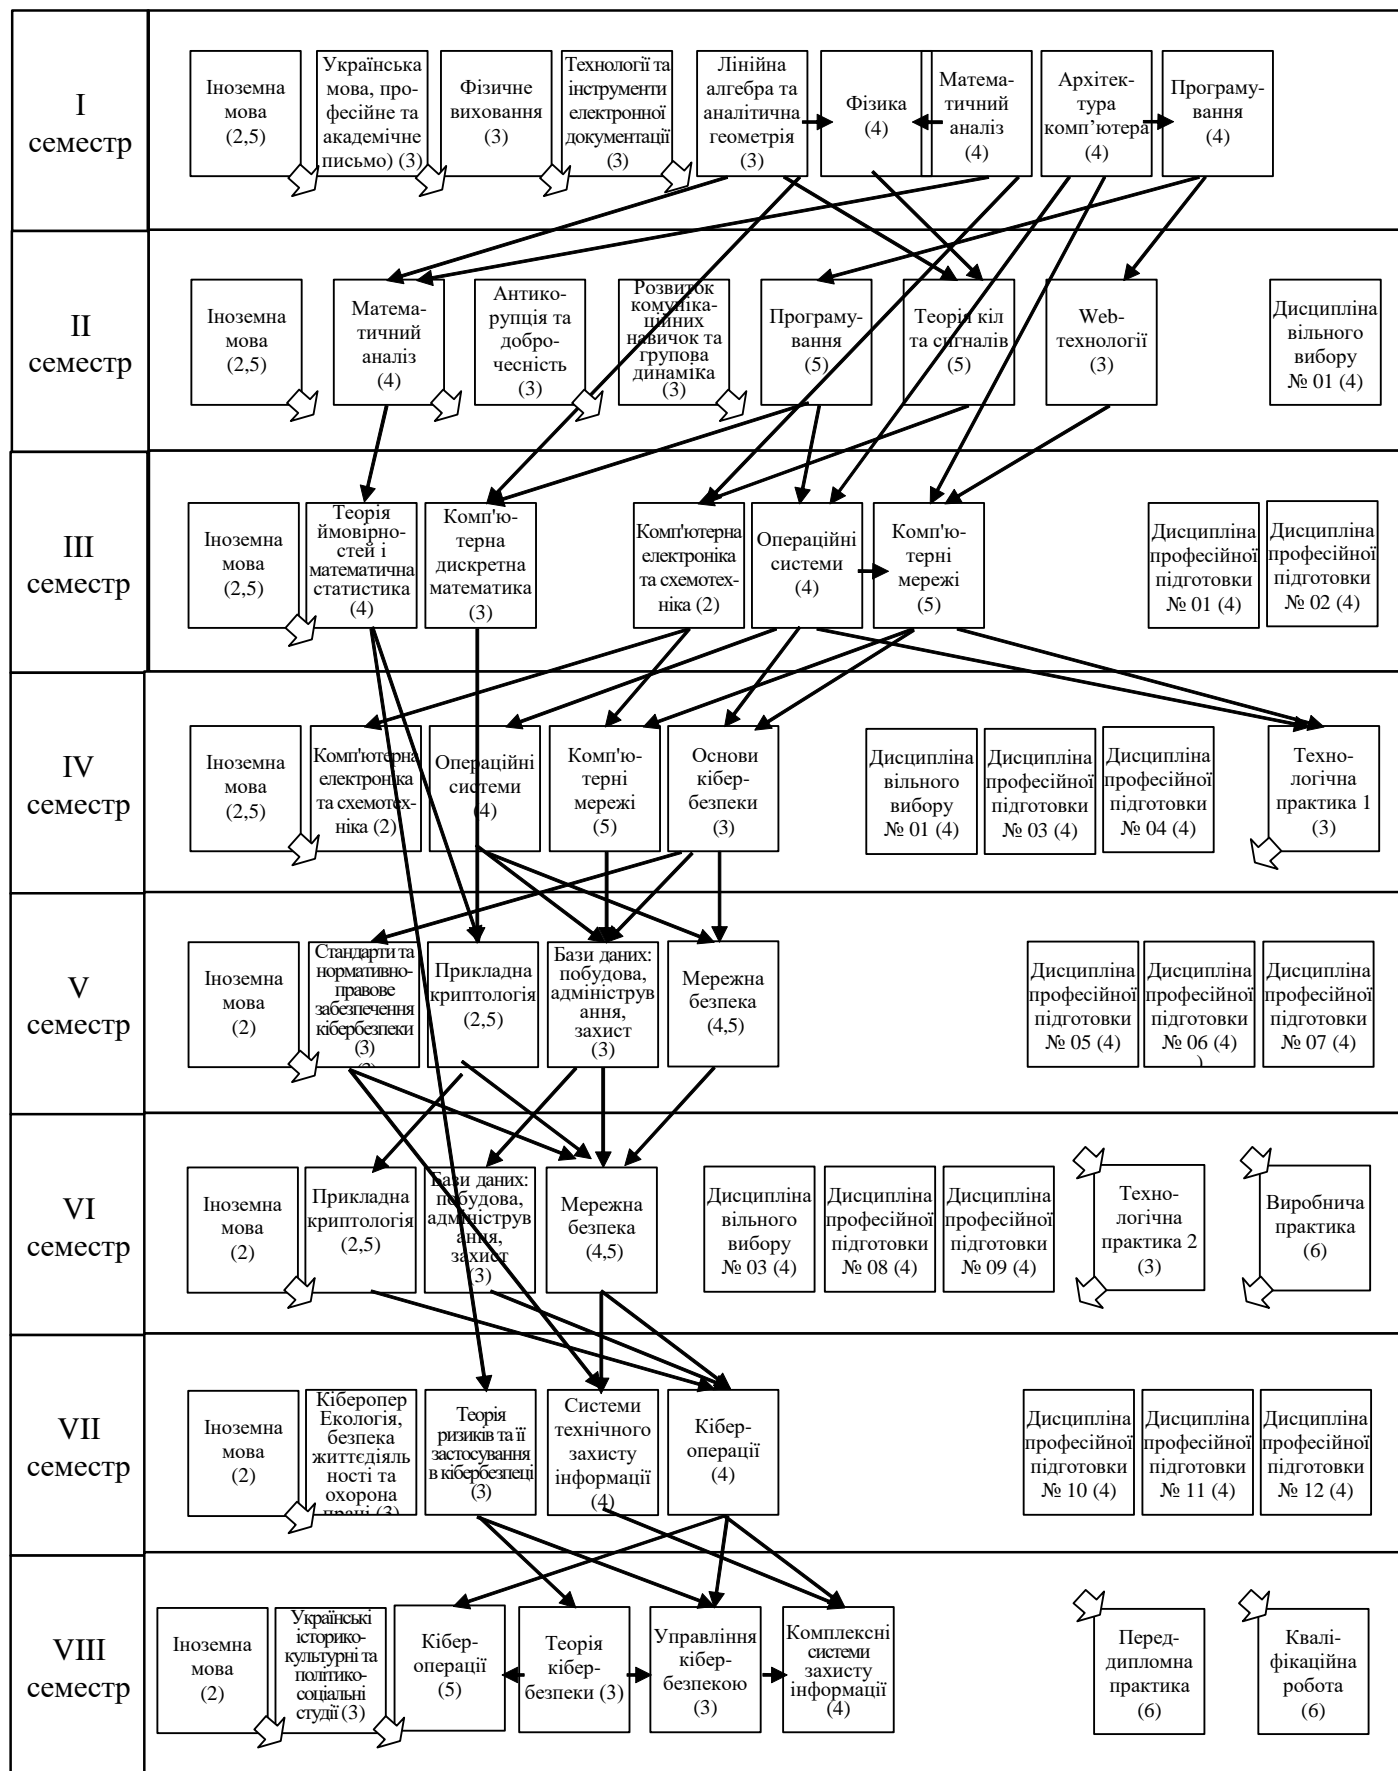 I
семестр
Іноземна
мова
(2,5)
Українська
мова, про-
фесійне та
академічне
письмо) (3)
Фізичне
виховання
(3)
Технології та
інструменти
електронної
документації
(3)
Лінійна
алгебра та
аналітична
геометрія
(3)
Фізика
(4)
Матема-
тичний
аналіз
(4)
Архітек-
тура
комп’ютера
(4)
Програму-
вання
(4)
II
семестр
Іноземна
мова
(2,5)
Матема-
тичний
аналіз
(4)
Антико-
рупція та
добро-
чесність
(3)
Розвиток
комуніка-
ційних
навичок та
групова
динаміка
(3)
Програму-
вання
(5)
Теорія кіл
та сигналів
(5)
Web-
технології
(3)
Дисципліна
вільного
вибору
№ 01 (4)
III
семестр
Іноземна
мова
(2,5)
Теорія
ймовірно-
стей і
математична
статистика
(4)
Комп'ю-
терна
дискретна
математика
(3)
Комп'ютерна
електроніка
та схемотех-
ніка (2)
Операційні
системи
(4)
Комп'ю-
терні
мережі
(5)
Дисципліна
професійної
підготовки
№ 01 (4)
Дисципліна
професійної
підготовки
№ 02 (4)
IV
семестр
Іноземна
мова
(2,5)
Комп'ютерна
електроніка
та схемотех-
ніка (2)
Операційні
системи
(4)
Комп'ю-
терні
мережі
(5)
Основи
кібер-
безпеки
(3)
Дисципліна
вільного
вибору
№ 01 (4)
Дисципліна
професійної
підготовки
№ 03 (4)
Дисципліна
професійної
підготовки
№ 04 (4)
Техно-
логічна
практика 1
(3)
V
семестр
Іноземна
мова
(2)
Стандарти та
нормативно-
правове
забезпечення
кібербезпеки
(3)
Прикладна
криптологія
(2,5)
Бази даних:
побудова,
адмініструв
ання,
захист
(3)
Мережна
безпека
(4,5)
Дисципліна
професійної
підготовки
№ 05 (4)
Дисципліна
професійної
підготовки
№ 06 (4)
)
Дисципліна
професійної
підготовки
№ 07 (4)
VI
семестр
Іноземна
мова
(2)
Прикладна
криптологія
(2,5)
Бази даних:
побудова,
адмініструв
ання,
захист
(3)
Мережна
безпека
(4,5)
Дисципліна
вільного
вибору
№ 03 (4)
Дисципліна
професійної
підготовки
№ 08 (4)
Дисципліна
професійної
підготовки
№ 09 (4)
Техно-
логічна
практика 2
(3)
Виробнича
практика
(6)
VII
семестр
Іноземна
мова
(2)
Кіберопер
Екологія,
безпека
життєдіяль
ності та
охорона
праці (3)
Теорія
ризиків та її
застосування
в кібербезпеці
(3)
Системи
технічного
захисту
інформації
(4)
Кібер-
операції
(4)
Дисципліна
професійної
підготовки
№ 10 (4)
Дисципліна
професійної
підготовки
№ 11 (4)
Дисципліна
професійної
підготовки
№ 12 (4)
VIII
семестр
Іноземна
мова
(2)
Українські
історико-
культурні та
політико-
соціальні
студії (3)
Кібер-
операції
(5)
Теорія
кібер-
безпеки (3)
Управління
кібер-
безпекою
(3)
Комплексні
системи
захисту
інформації
(4)
Перед-
дипломна
практика
(6)
Квалі-
фікаційна
робота
(6)